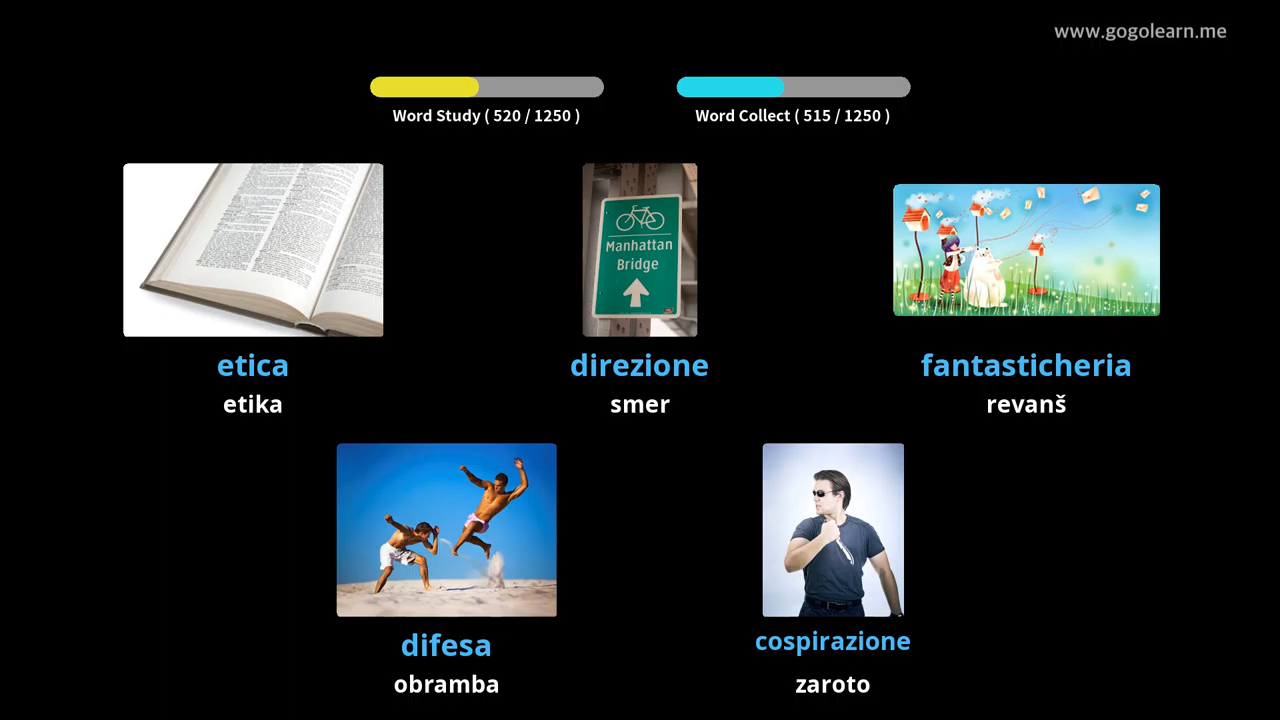 www.gogolearn.me
Word Study ( 520 / 1250 )
Word Collect ( 515 / 1250 )
Manhattan
Bridge
etica
etika
direzione
smer
fantasticheria
revanš
difesa
obramba
cospirazione
zaroto